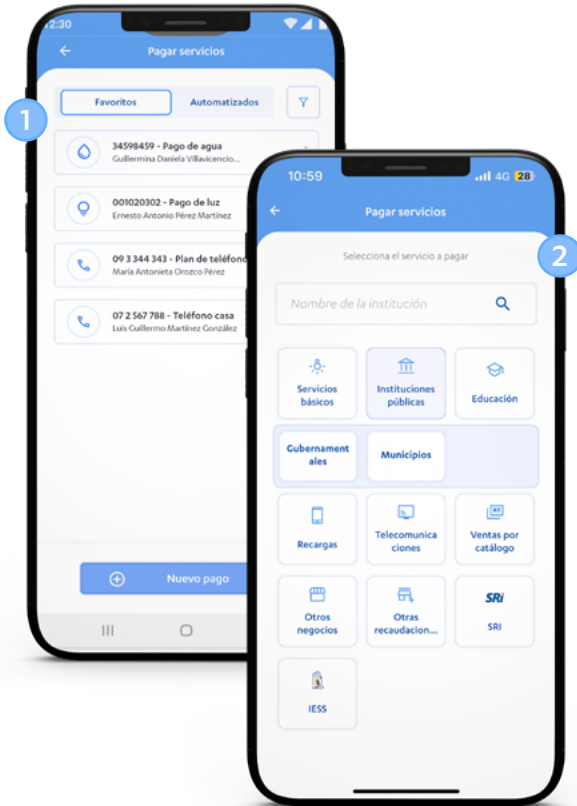 2:30
Pagar servicios
1
Favoritos
Automatizados
34598459 - Pago de agua
Guillermina Daniela Villavicencio...
001020302 - Pago de luz
Ernesto Antonio Pérez Martínez
09 3 344 343 - Plan de teléfono
María Antonieta Orozco Pérez
07 2 567 788 - Teléfono casa
Luis Guillermo Martínez González
Nuevo pago
10:59
4G 28
Pagar servicios
2
Selecciona el servicio a pagar
Nombre de la institución
Servicios
básicos
Instituciones
públicas
Educación
Gubernament
ales
Municipios
Recargas
Telecomunica
ciones
Ventas por
catálogo
Otros
negocios
Otras
recaudacion...
SRi
SRI
IESS